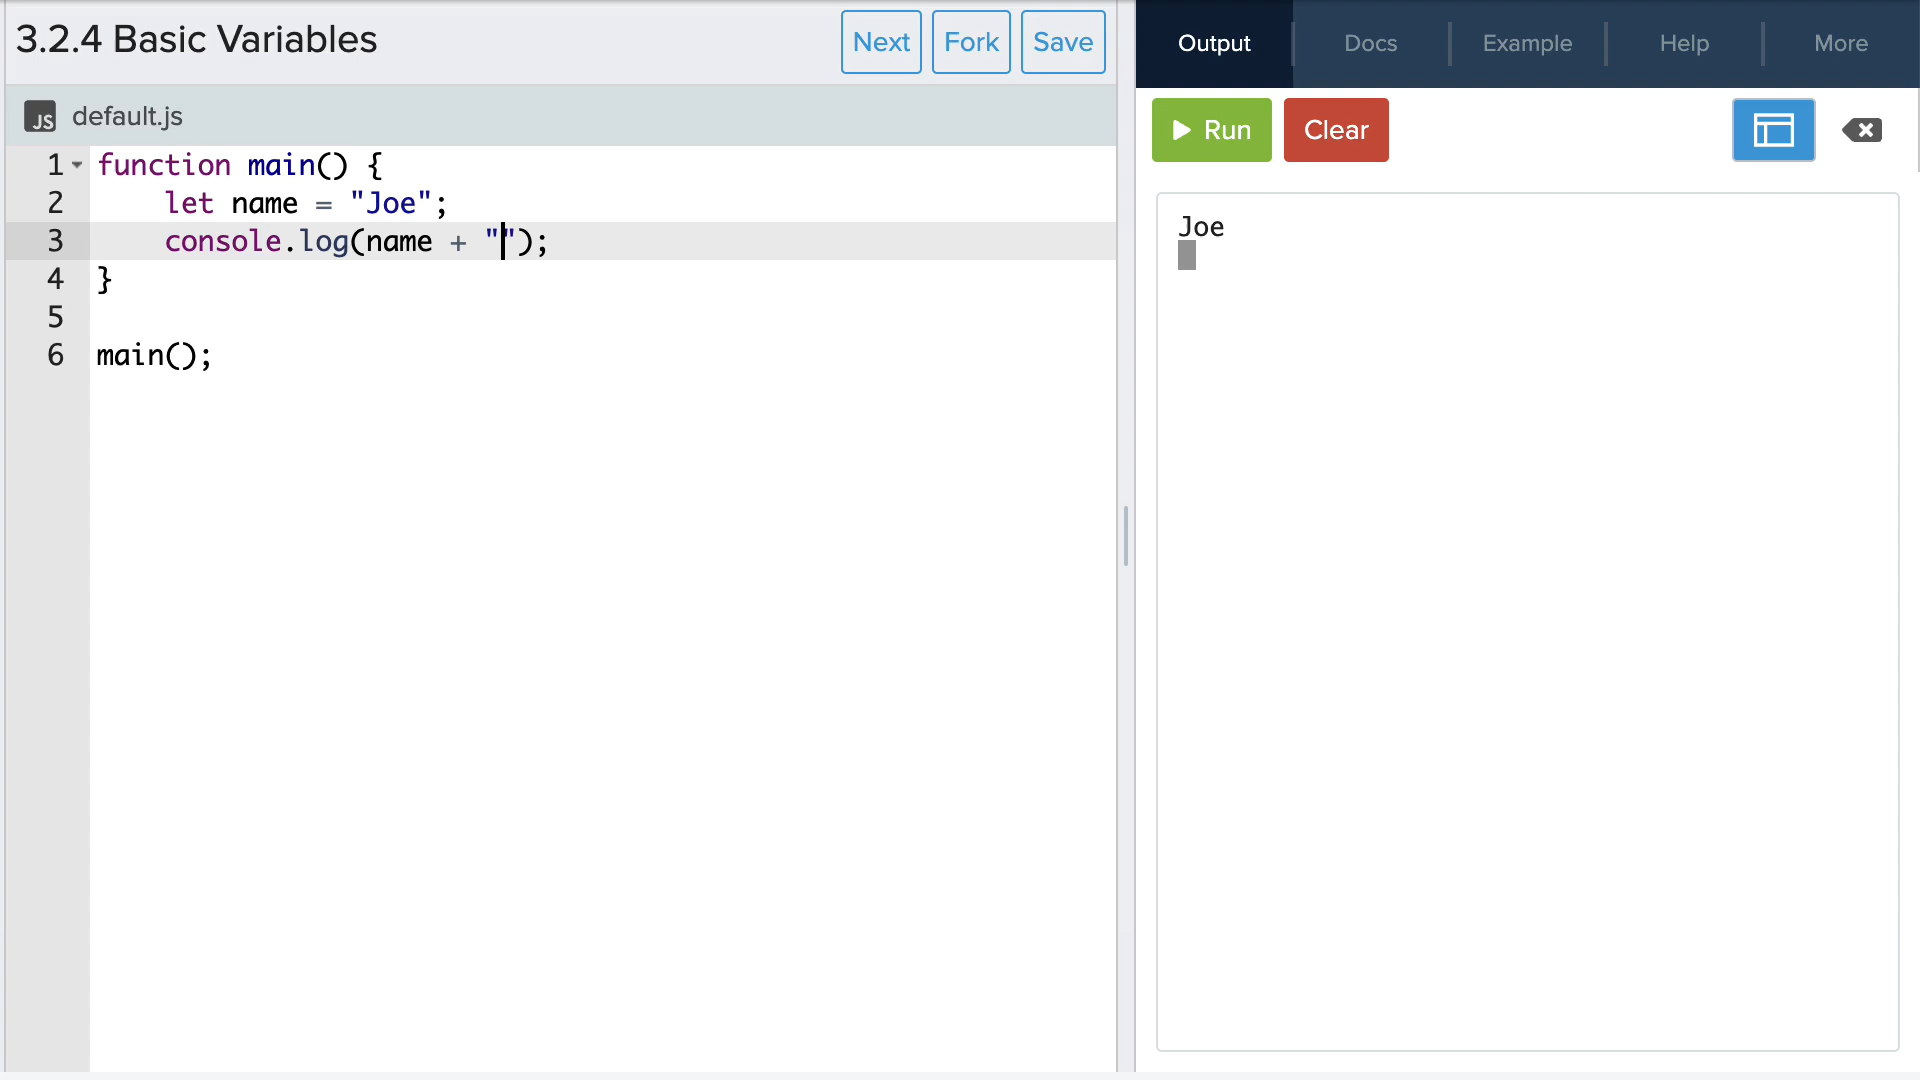 3.2.4 Basic Variables
Next Fork Save
Output Docs Example Help More
JS default.js
Run Clear
1 function main() {
2     let name = "Joe";
3     console.log(name + "");
4 }
5
6 main();
Joe